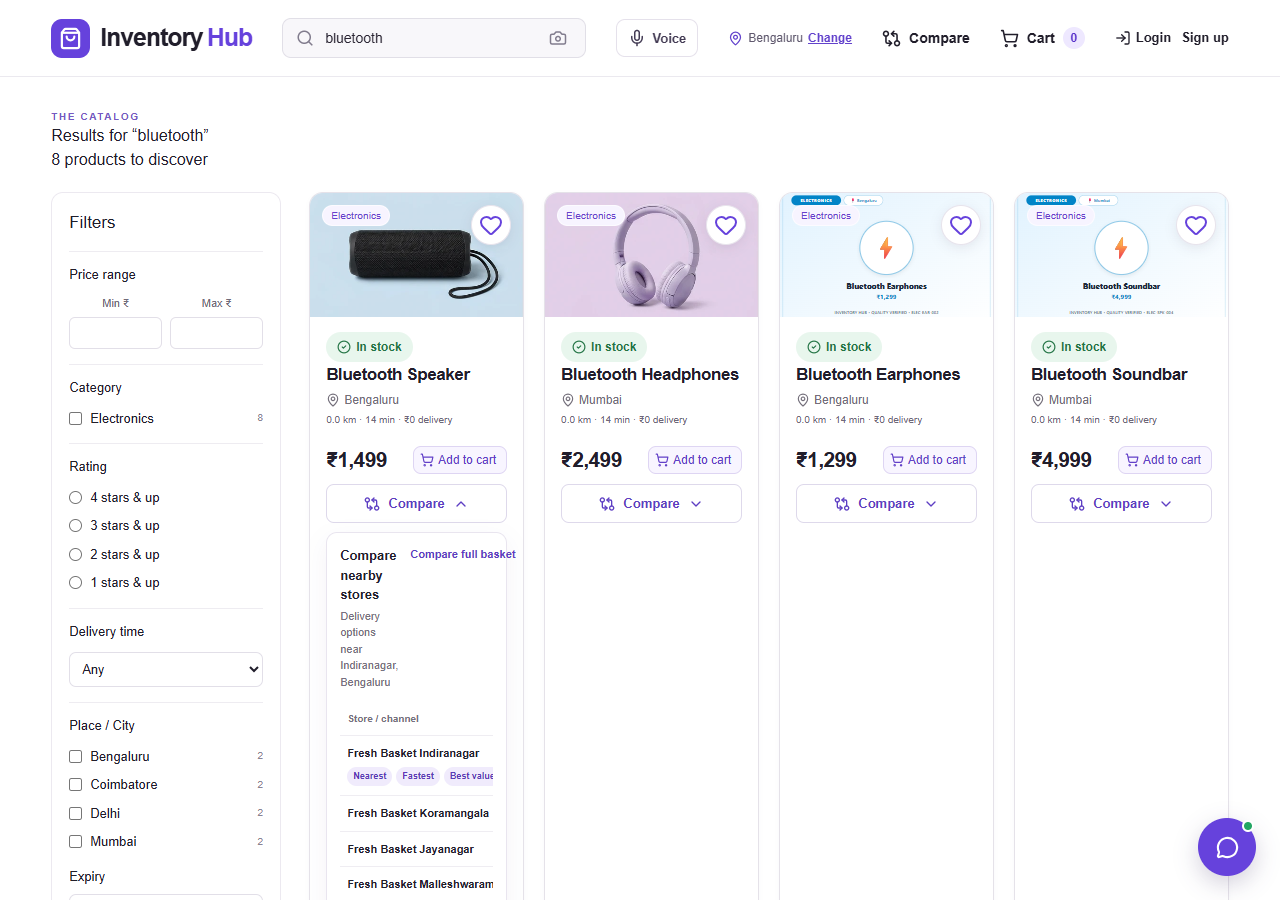 Inventory Hub
bluetooth
Voice
Bengaluru Change
Compare
Cart 0
Login
Sign up
THE CATALOG
Results for “bluetooth”
8 products to discover
Filters
Price range
Min ₹ Max ₹
Category
Electronics 8
Rating
4 stars & up
3 stars & up
2 stars & up
1 stars & up
Delivery time
Any
Place / City
Bengaluru 2
Coimbatore 2
Delhi 2
Mumbai 2
Expiry
Electronics
In stock
Bluetooth Speaker
Bengaluru
0.0 km · 14 min · ₹0 delivery
₹1,499
Add to cart
Compare
Compare nearby stores
Compare full basket
Delivery options near Indiranagar, Bengaluru
Store / channel
Fresh Basket Indiranagar
Nearest Fastest Best value
Fresh Basket Koramangala
Fresh Basket Jayanagar
Fresh Basket Malleshwaram
Electronics
In stock
Bluetooth Headphones
Mumbai
0.0 km · 14 min · ₹0 delivery
₹2,499
Add to cart
Compare
ELECTRONICS Bengaluru
Electronics
Bluetooth Earphones
₹1,299
In stock
Bluetooth Earphones
Bengaluru
0.0 km · 14 min · ₹0 delivery
₹1,299
Add to cart
Compare
ELECTRONICS Mumbai
Electronics
Bluetooth Soundbar
₹4,999
In stock
Bluetooth Soundbar
Mumbai
0.0 km · 14 min · ₹0 delivery
₹4,999
Add to cart
Compare